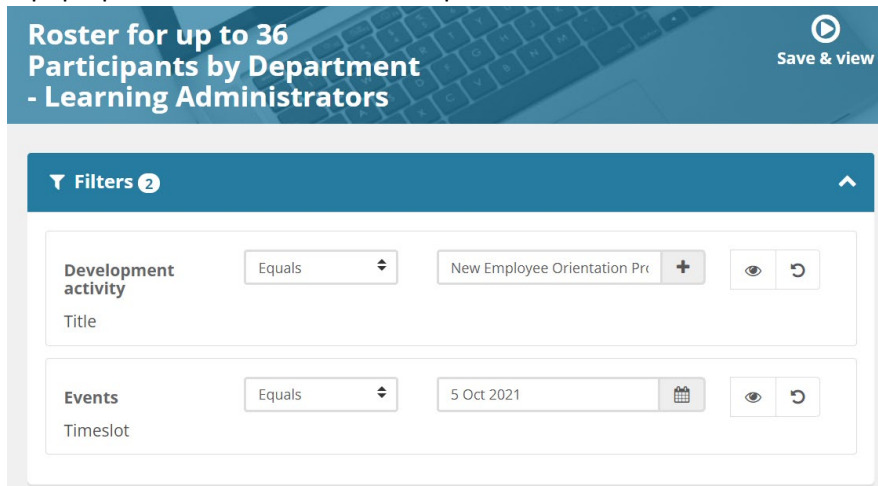 Roster for up to 36
Participants by Department
- Learning Administrators
Save & view
Filters 2
Development
activity
Title
Equals
New Employee Orientation Pro
Events
Timeslot
Equals
5 Oct 2021